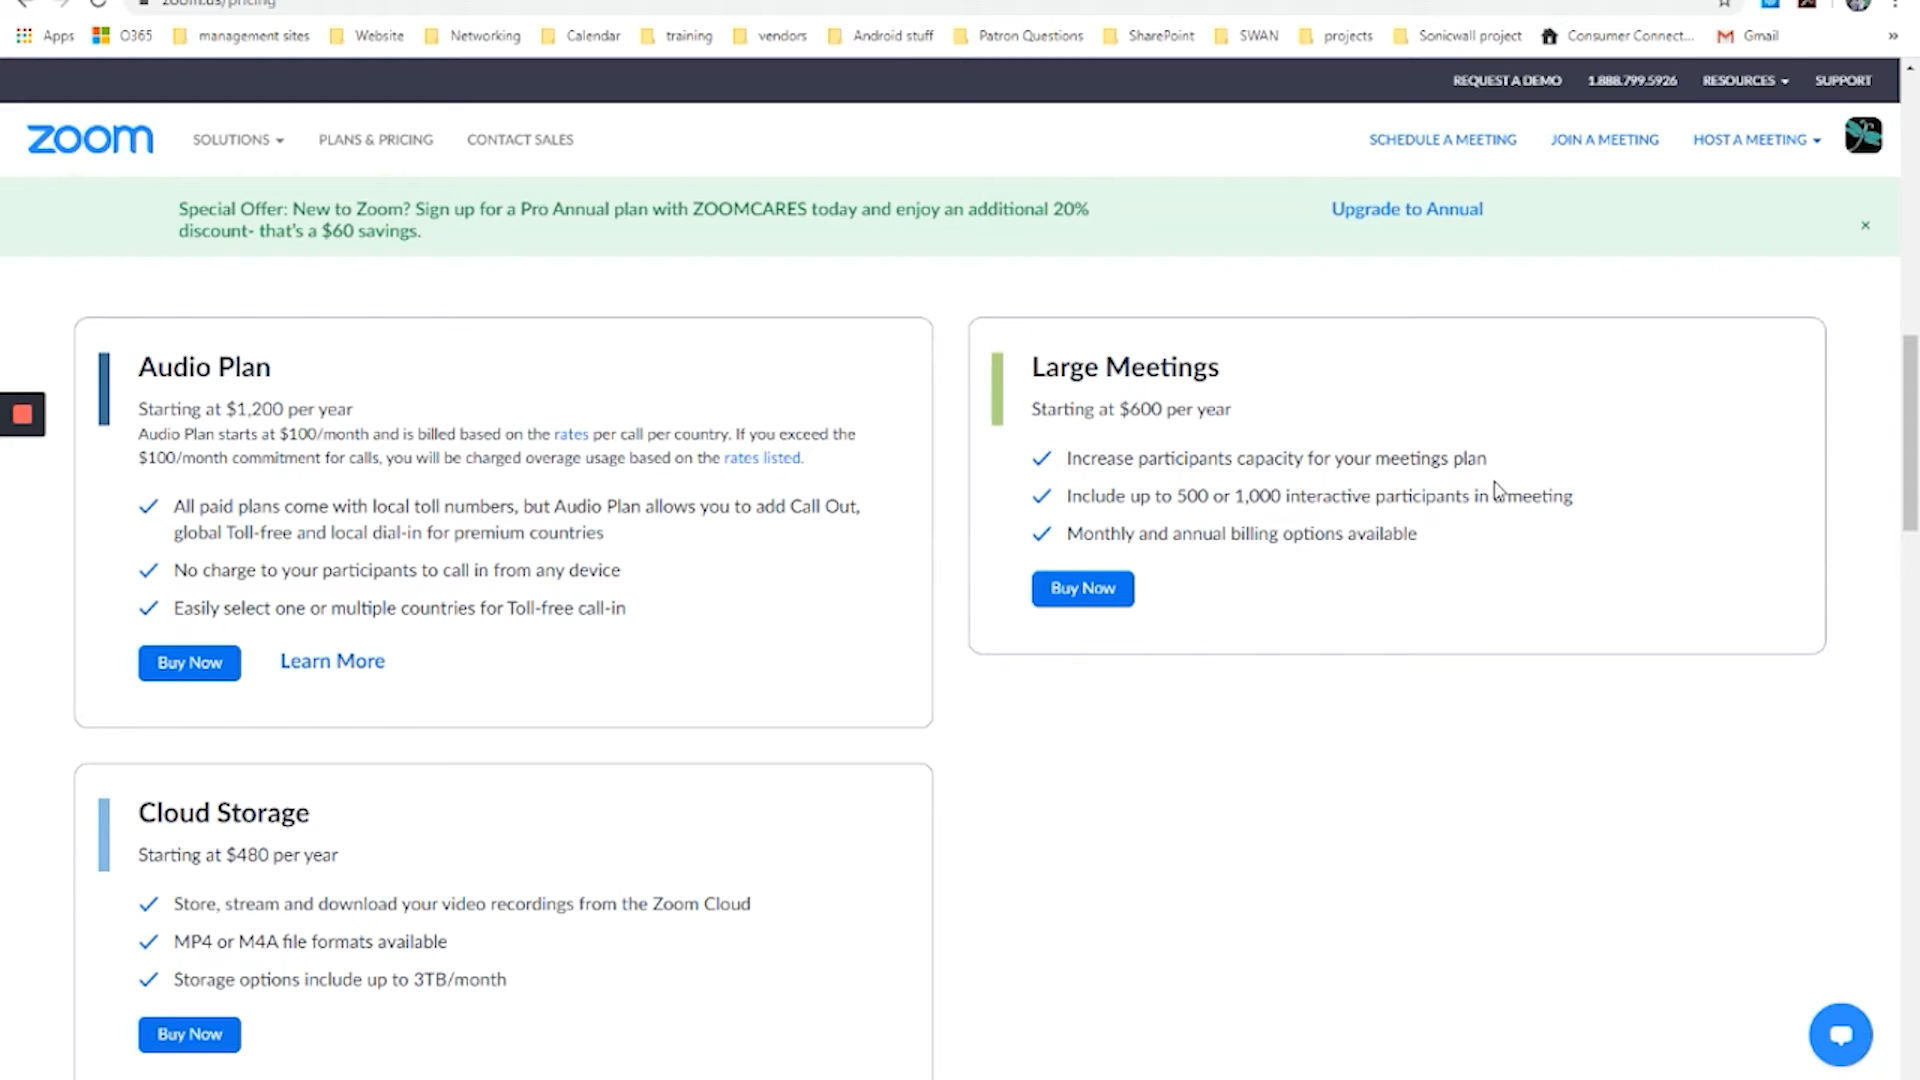 zoom.us/pricing
Apps O365 management sites Website Networking Calendar training vendors Android stuff Patron Questions SharePoint SWAN projects Sonicwall project Consumer Connect... Gmail »
REQUEST A DEMO 1.888.799.5926 RESOURCES SUPPORT
zoom SOLUTIONS PLANS & PRICING CONTACT SALES SCHEDULE A MEETING JOIN A MEETING HOST A MEETING
Special Offer: New to Zoom? Sign up for a Pro Annual plan with ZOOMCARES today and enjoy an additional 20%
discount- that's a $60 savings.
Upgrade to Annual
Audio Plan
Starting at $1,200 per year
Audio Plan starts at $100/month and is billed based on the rates per call per country. If you exceed the
$100/month commitment for calls, you will be charged overage usage based on the rates listed.
All paid plans come with local toll numbers, but Audio Plan allows you to add Call Out,
global Toll-free and local dial-in for premium countries
No charge to your participants to call in from any device
Easily select one or multiple countries for Toll-free call-in
Buy Now Learn More
Large Meetings
Starting at $600 per year
Increase participants capacity for your meetings plan
Include up to 500 or 1,000 interactive participants in meeting
Monthly and annual billing options available
Buy Now
Cloud Storage
Starting at $480 per year
Store, stream and download your video recordings from the Zoom Cloud
MP4 or M4A file formats available
Storage options include up to 3TB/month
Buy Now